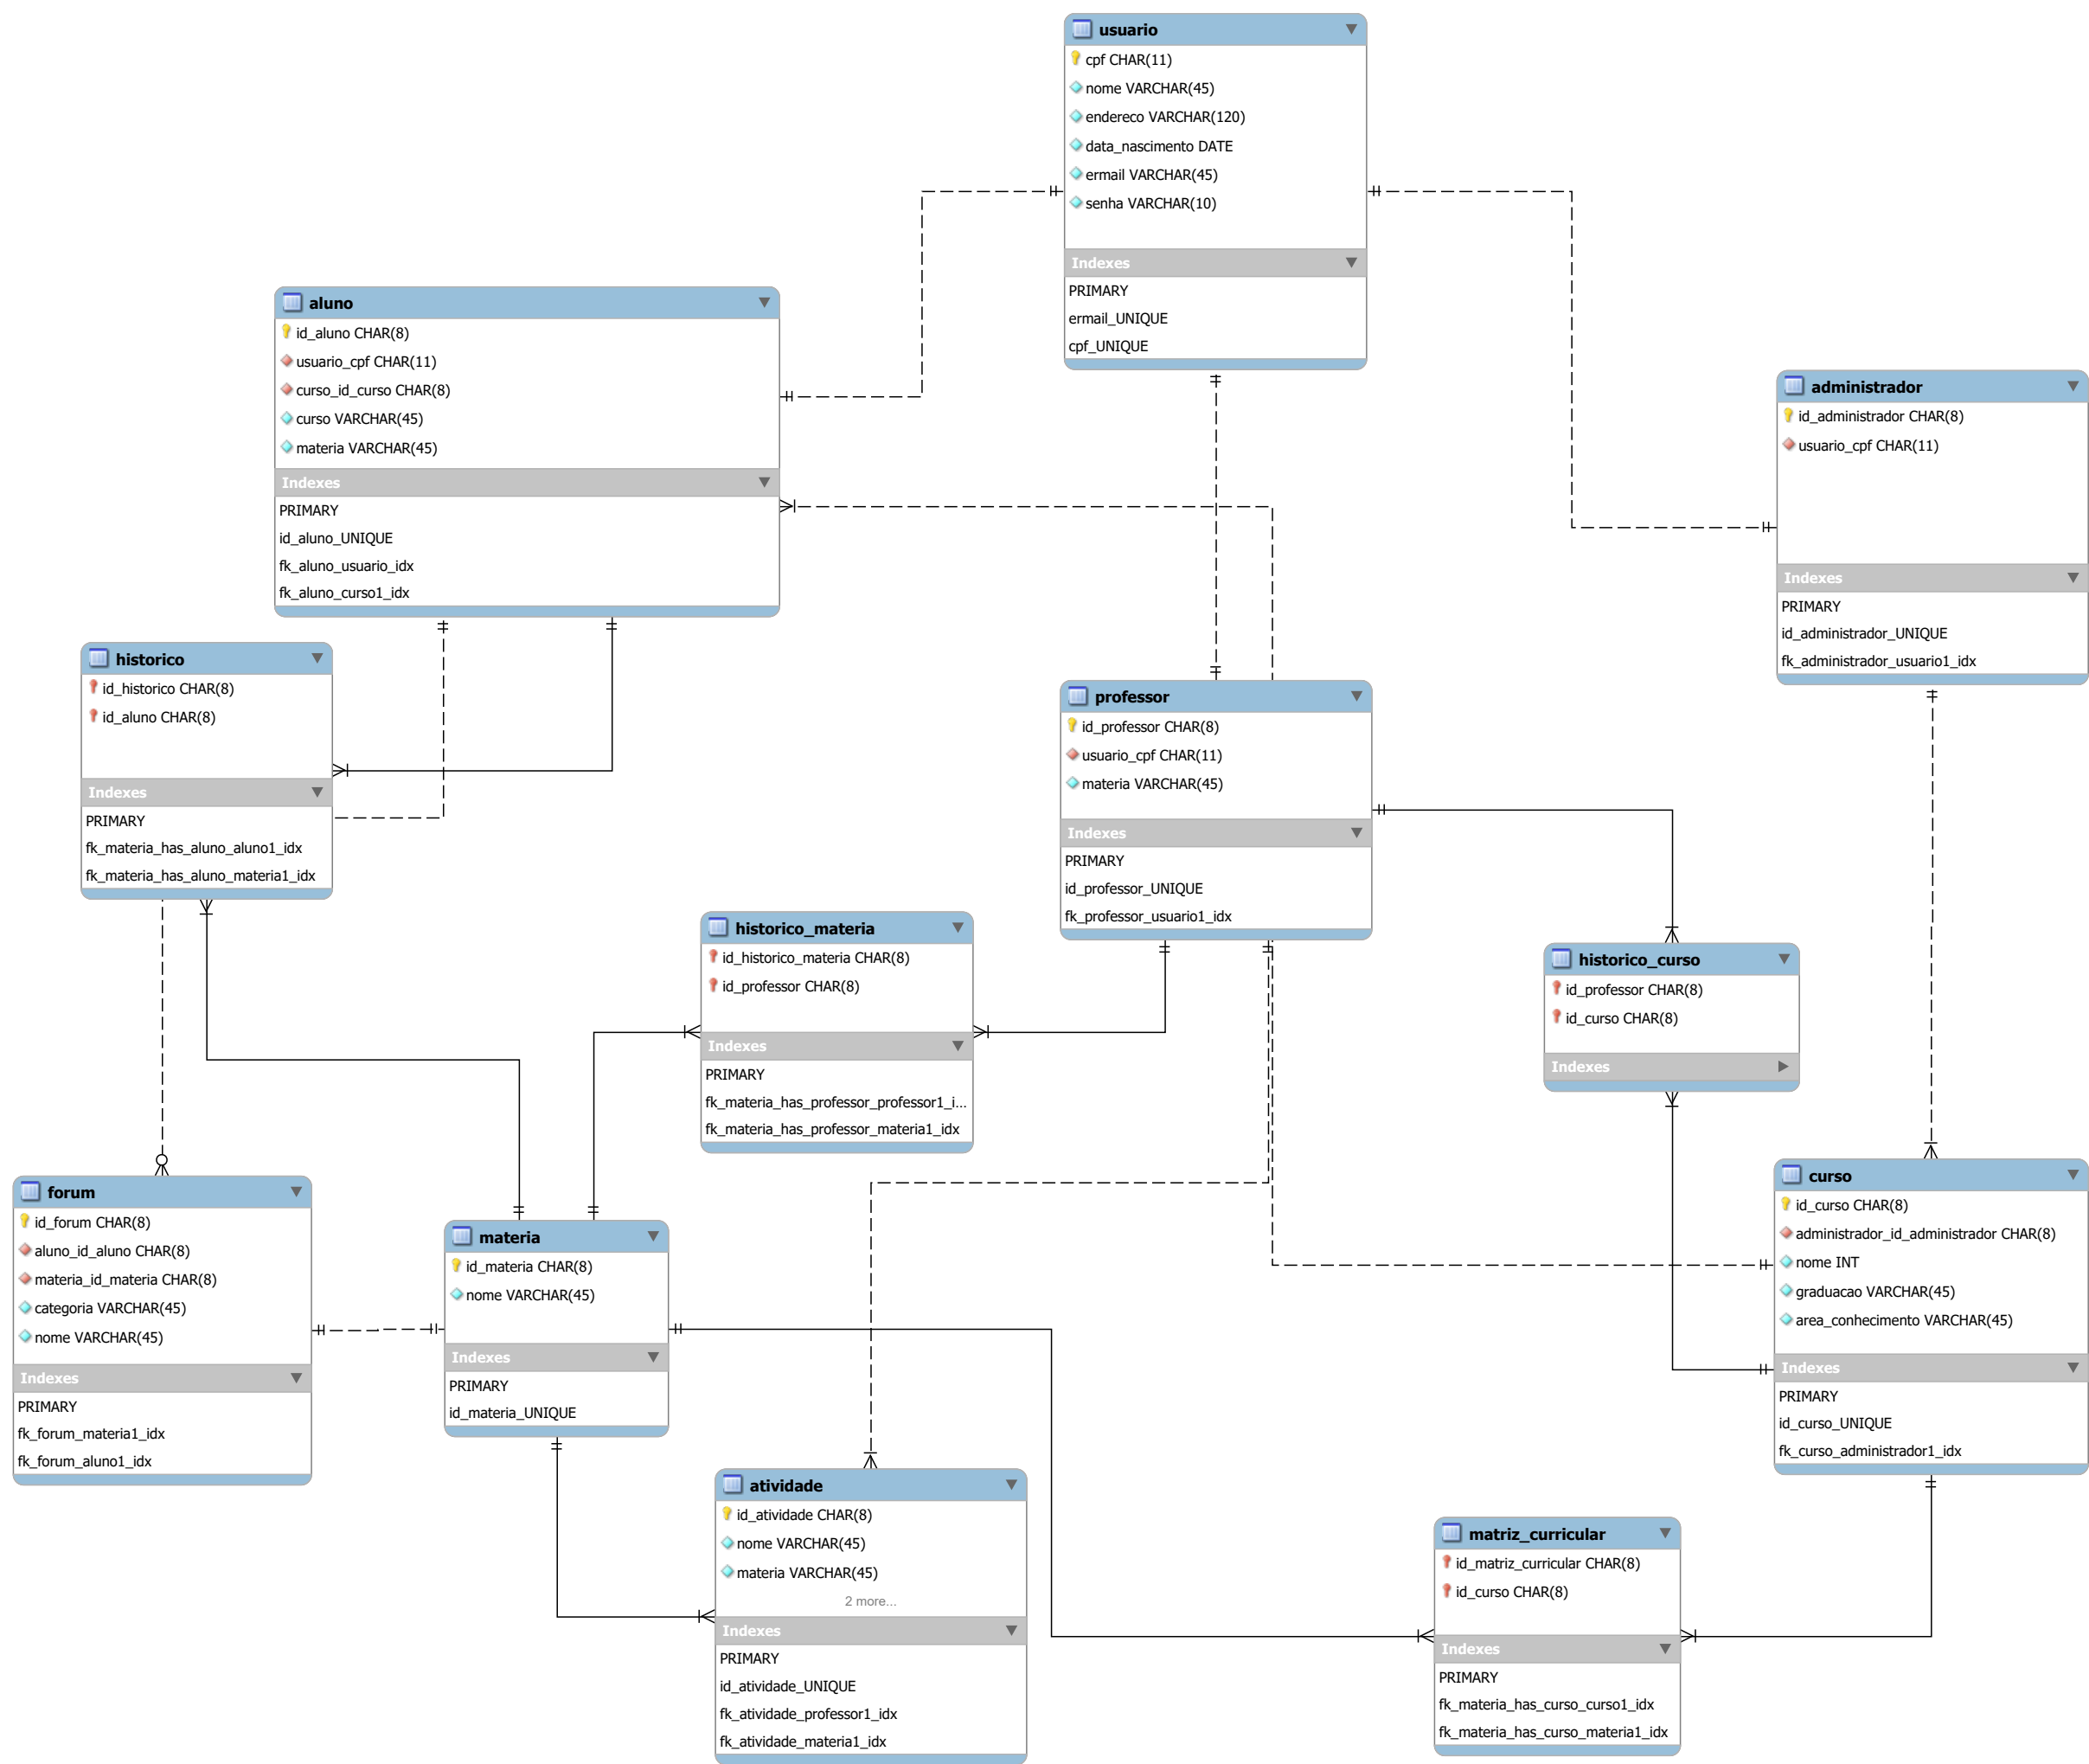 usuario
cpf CHAR(11)
nome VARCHAR(45)
endereco VARCHAR(120)
data_nascimento DATE
ermail VARCHAR(45)
senha VARCHAR(10)
Indexes
PRIMARY
ermail_UNIQUE
cpf_UNIQUE
aluno
id_aluno CHAR(8)
usuario_cpf CHAR(11)
curso_id_curso CHAR(8)
curso VARCHAR(45)
materia VARCHAR(45)
Indexes
PRIMARY
id_aluno_UNIQUE
fk_aluno_usuario_idx
fk_aluno_curso1_idx
administrador
id_administrador CHAR(8)
usuario_cpf CHAR(11)
Indexes
PRIMARY
id_administrador_UNIQUE
fk_administrador_usuario1_idx
historico
id_historico CHAR(8)
id_aluno CHAR(8)
Indexes
PRIMARY
fk_materia_has_aluno_aluno1_idx
fk_materia_has_aluno_materia1_idx
professor
id_professor CHAR(8)
usuario_cpf CHAR(11)
materia VARCHAR(45)
Indexes
PRIMARY
id_professor_UNIQUE
fk_professor_usuario1_idx
historico_materia
id_historico_materia CHAR(8)
id_professor CHAR(8)
Indexes
PRIMARY
fk_materia_has_professor_professor1_i...
fk_materia_has_professor_materia1_idx
historico_curso
id_professor CHAR(8)
id_curso CHAR(8)
Indexes
forum
id_forum CHAR(8)
aluno_id_aluno CHAR(8)
materia_id_materia CHAR(8)
categoria VARCHAR(45)
nome VARCHAR(45)
Indexes
PRIMARY
fk_forum_materia1_idx
fk_forum_aluno1_idx
materia
id_materia CHAR(8)
nome VARCHAR(45)
Indexes
PRIMARY
id_materia_UNIQUE
curso
id_curso CHAR(8)
administrador_id_administrador CHAR(8)
nome INT
graduacao VARCHAR(45)
area_conhecimento VARCHAR(45)
Indexes
PRIMARY
id_curso_UNIQUE
fk_curso_administrador1_idx
atividade
id_atividade CHAR(8)
nome VARCHAR(45)
materia VARCHAR(45)
2 more...
Indexes
PRIMARY
id_atividade_UNIQUE
fk_atividade_professor1_idx
fk_atividade_materia1_idx
matriz_curricular
id_matriz_curricular CHAR(8)
id_curso CHAR(8)
Indexes
PRIMARY
fk_materia_has_curso_curso1_idx
fk_materia_has_curso_materia1_idx